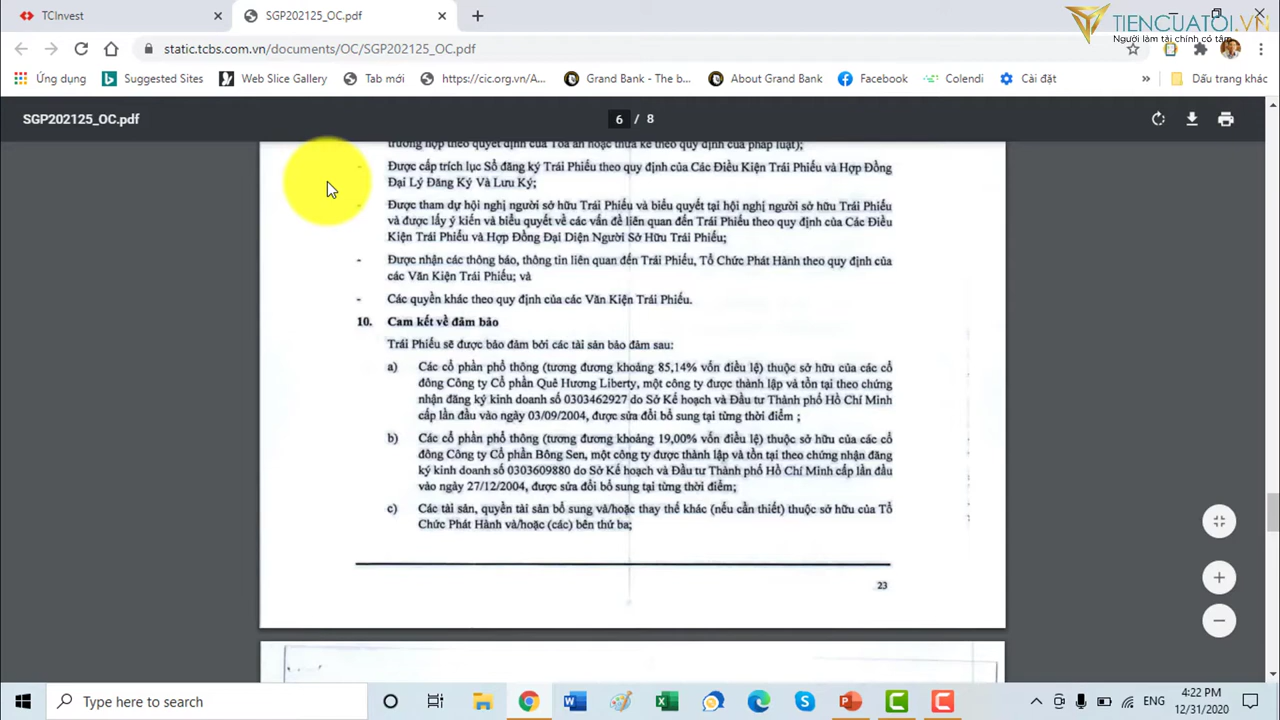 TCInvest
SGP202125_OC.pdf
TIENCUATOI.VN
Người làm tài chính có tâm
static.tcbs.com.vn/documents/OC/SGP202125_OC.pdf
Ứng dụng
Suggested Sites
Web Slice Gallery
Tab mới
https://cic.org.vn/A...
Grand Bank - The b...
About Grand Bank
Facebook
Colendi
Cài đặt
Dấu trang khác
SGP202125_OC.pdf
6 / 8
trường hợp theo quyết định của Tòa án hoặc thừa kế theo quy định của pháp luật);
- Được cấp trích lục Sổ đăng ký Trái Phiếu theo quy định của Các Điều Kiện Trái Phiếu và Hợp Đồng
Đại Lý Đăng Ký Và Lưu Ký;
- Được tham dự hội nghị người sở hữu Trái Phiếu và biểu quyết tại hội nghị người sở hữu Trái Phiếu
và được lấy ý kiến và biểu quyết về các vấn đề liên quan đến Trái Phiếu theo quy định của Các Điều
Kiện Trái Phiếu và Hợp Đồng Đại Diện Người Sở Hữu Trái Phiếu;
- Được nhận các thông báo, thông tin liên quan đến Trái Phiếu, Tổ Chức Phát Hành theo quy định của
các Văn Kiện Trái Phiếu; và
- Các quyền khác theo quy định của các Văn Kiện Trái Phiếu.
10. Cam kết về đảm bảo
Trái Phiếu sẽ được bảo đảm bởi các tài sản bảo đảm sau:
a) Các cổ phần phổ thông (tương đương khoảng 85,14% vốn điều lệ) thuộc sở hữu của các cổ
đông Công ty Cổ phần Quê Hương Liberty, một công ty được thành lập và tồn tại theo chứng
nhận đăng ký kinh doanh số 0303462927 do Sở Kế hoạch và Đầu tư Thành phố Hồ Chí Minh
cấp lần đầu vào ngày 03/09/2004, được sửa đổi bổ sung tại từng thời điểm ;
b) Các cổ phần phổ thông (tương đương khoảng 19,00% vốn điều lệ) thuộc sở hữu của các cổ
đông Công ty Cổ phần Bông Sen, một công ty được thành lập và tồn tại theo chứng nhận đăng
ký kinh doanh số 0303609880 do Sở Kế hoạch và Đầu tư Thành phố Hồ Chí Minh cấp lần đầu
vào ngày 27/12/2004, được sửa đổi bổ sung tại từng thời điểm;
c) Các tài sản, quyền tài sản bổ sung và/hoặc thay thế khác (nếu cần thiết) thuộc sở hữu của Tổ
Chức Phát Hành và/hoặc (các) bên thứ ba;
23
Type here to search
ENG
4:22 PM
12/31/2020